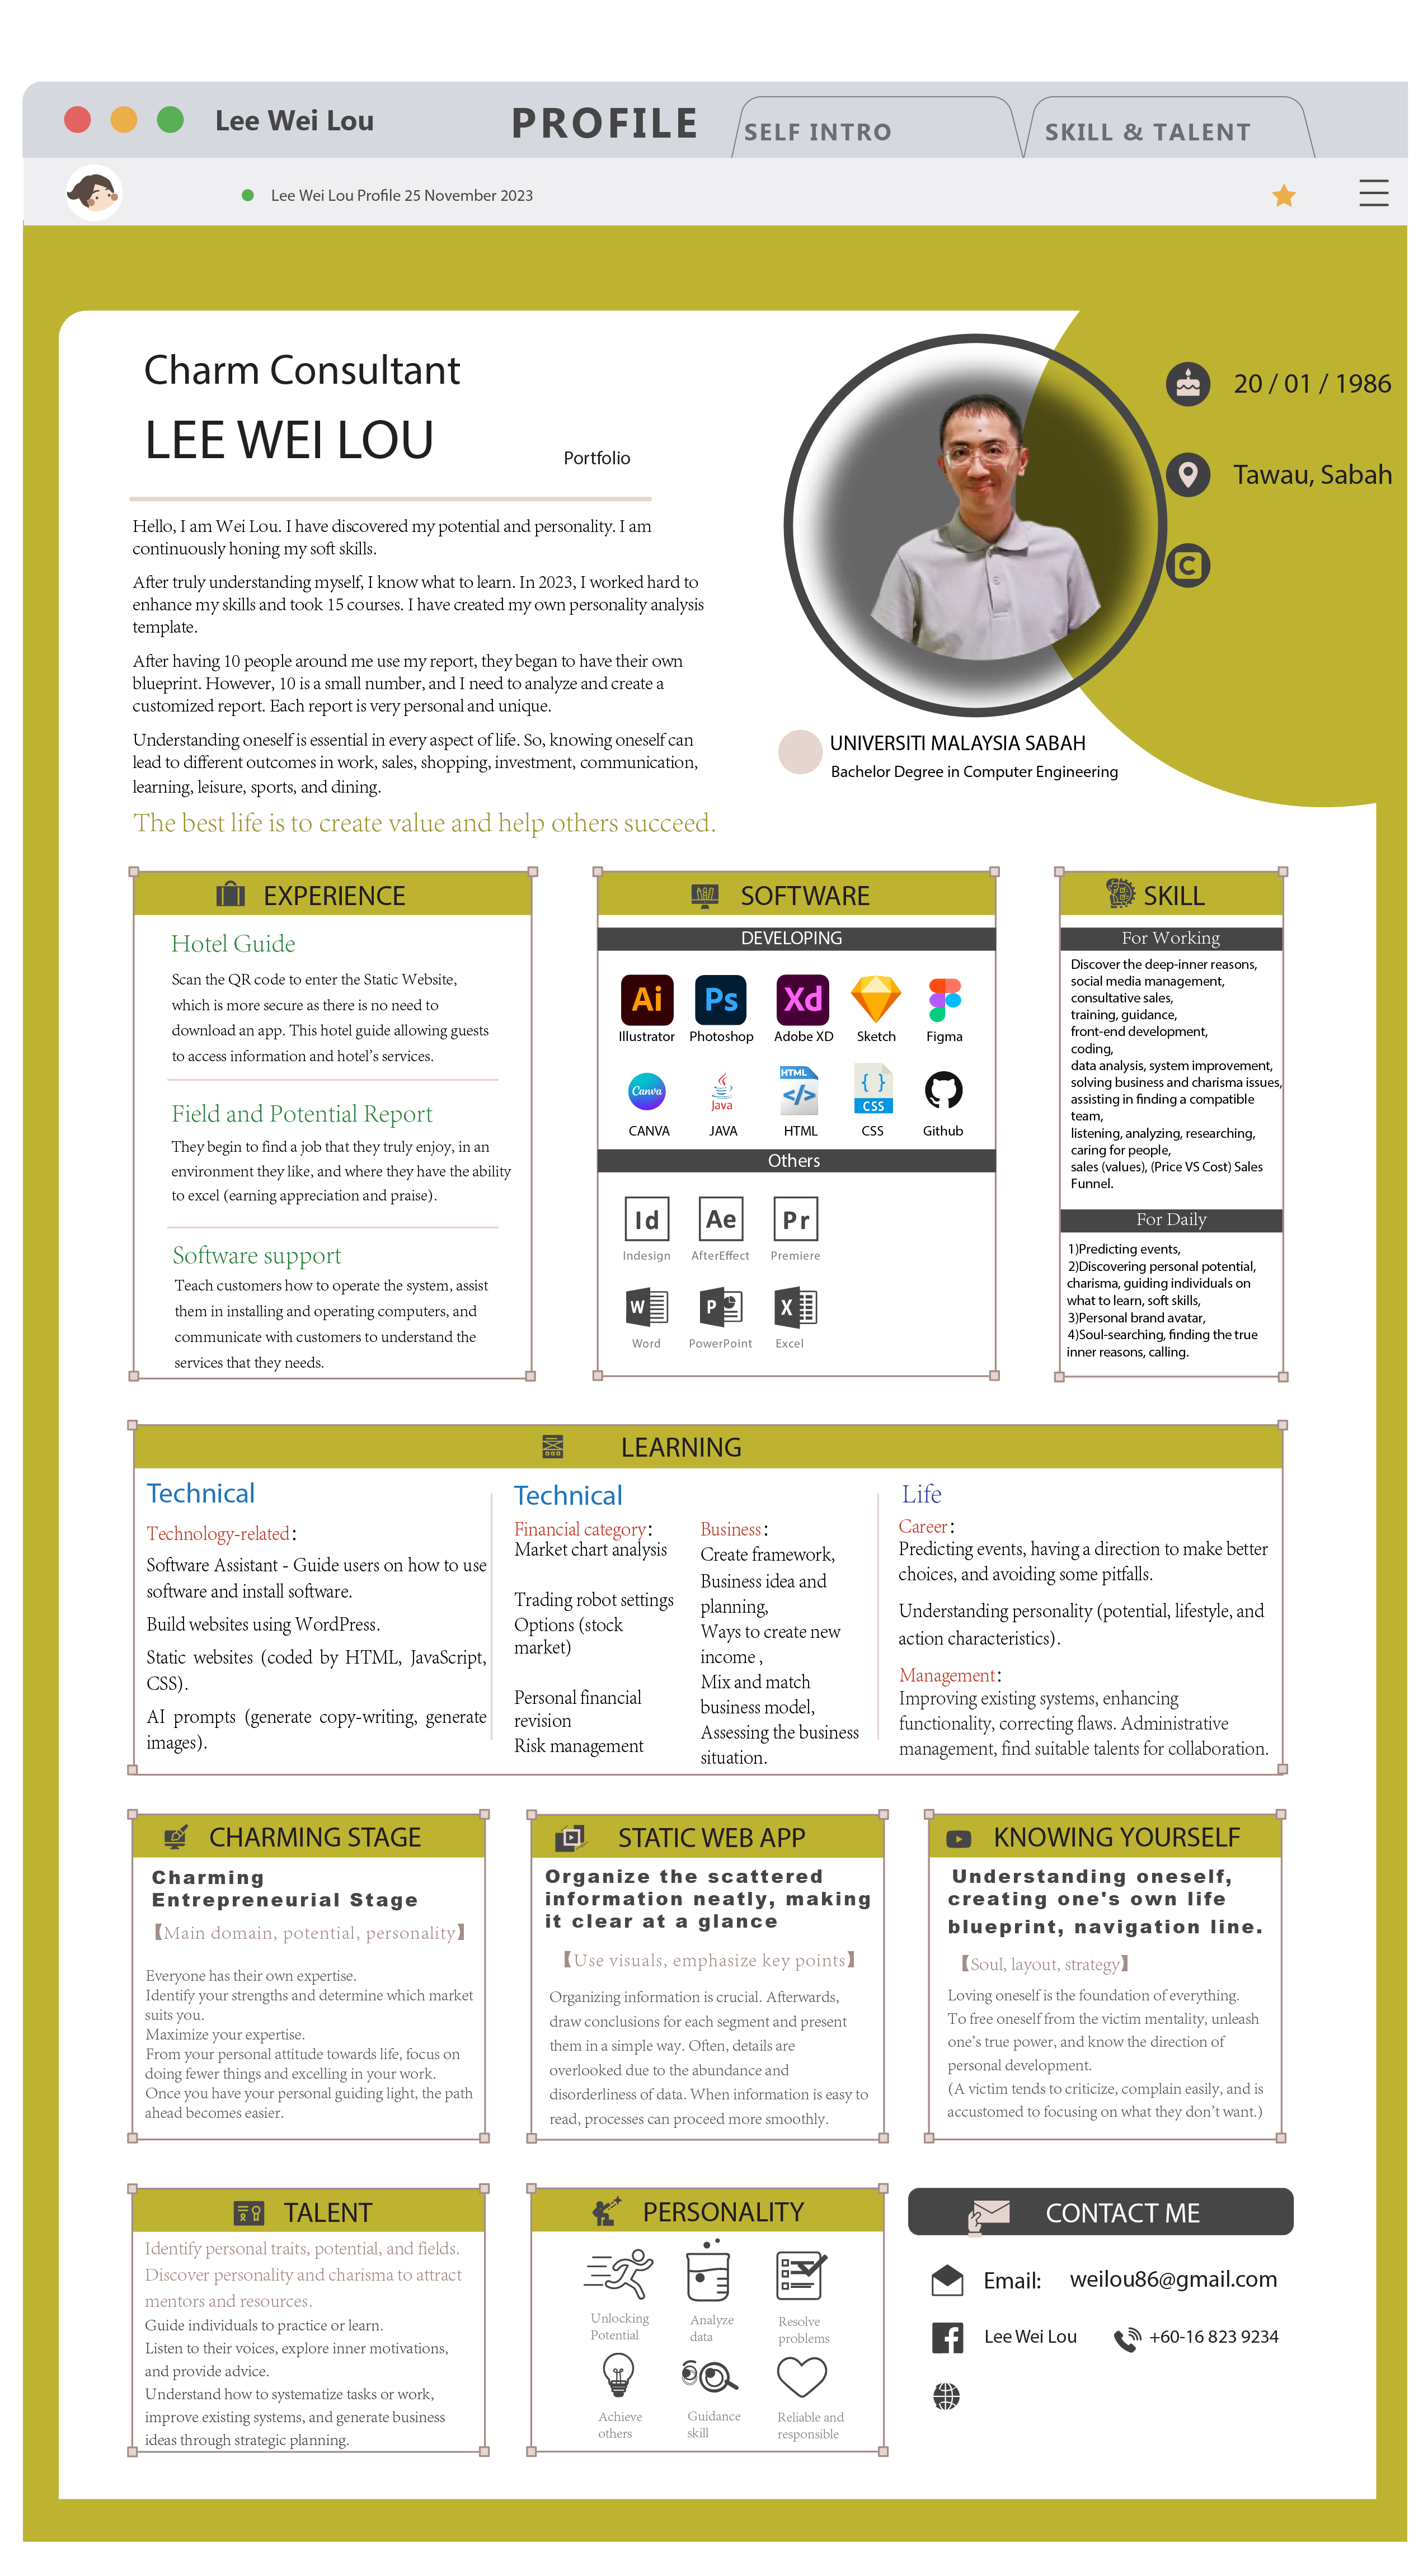 Lee Wei Lou
PROFILE
SELF INTRO
SKILL & TALENT
Lee Wei Lou Profile 25 November 2023
Charm Consultant
LEE WEI LOU
Portfolio
20 / 01 / 1986
Tawau, Sabah
C
Hello, I am Wei Lou. I have discovered my potential and personality. I am
continuously honing my soft skills.
After truly understanding myself, I know what to learn. In 2023, I worked hard to
enhance my skills and took 15 courses. I have created my own personality analysis
template.
After having 10 people around me use my report, they began to have their own
blueprint. However, 10 is a small number, and I need to analyze and create a
customized report. Each report is very personal and unique.
Understanding oneself is essential in every aspect of life. So, knowing oneself can
lead to different outcomes in work, sales, shopping, investment, communication,
learning, leisure, sports, and dining.
The best life is to create value and help others succeed.
UNIVERSITI MALAYSIA SABAH
Bachelor Degree in Computer Engineering
EXPERIENCE
Hotel Guide
Scan the QR code to enter the Static Website,
which is more secure as there is no need to
download an app. This hotel guide allowing guests
to access information and hotel's services.
Field and Potential Report
They begin to find a job that they truly enjoy, in an
environment they like, and where they have the ability
to excel (earning appreciation and praise).
Software support
Teach customers how to operate the system, assist
them in installing and operating computers, and
communicate with customers to understand the
services that they needs.
SOFTWARE
DEVELOPING
Ai
Ps
Xd
Illustrator
Photoshop
Adobe XD
Sketch
Figma
Canva
Java
HTML
</>
{ }
CSS
CANVA
JAVA
HTML
CSS
Github
Others
Id
Ae
Pr
Indesign
AfterEffect
Premiere
W
P
X
Word
PowerPoint
Excel
SKILL
For Working
Discover the deep-inner reasons,
social media management,
consultative sales,
training, guidance,
front-end development,
coding,
data analysis, system improvement,
solving business and charisma issues,
assisting in finding a compatible
team,
listening, analyzing, researching,
caring for people,
sales (values), (Price VS Cost) Sales
Funnel.
For Daily
1)Predicting events,
2)Discovering personal potential,
charisma, guiding individuals on
what to learn, soft skills,
3)Personal brand avatar,
4)Soul-searching, finding the true
inner reasons, calling.
LEARNING
Technical
Technology-related:
Software Assistant - Guide users on how to use
software and install software.
Build websites using WordPress.
Static websites (coded by HTML, JavaScript,
CSS).
AI prompts (generate copy-writing, generate
images).
Technical
Financial category:
Market chart analysis
Trading robot settings
Options (stock
market)
Personal financial
revision
Risk management
Business:
Create framework,
Business idea and
planning,
Ways to create new
income ,
Mix and match
business model,
Assessing the business
situation.
Life
Career:
Predicting events, having a direction to make better
choices, and avoiding some pitfalls.
Understanding personality (potential, lifestyle, and
action characteristics).
Management:
Improving existing systems, enhancing
functionality, correcting flaws. Administrative
management, find suitable talents for collaboration.
CHARMING STAGE
Charming
Entrepreneurial Stage
【Main domain, potential, personality】
Everyone has their own expertise.
Identify your strengths and determine which market
suits you.
Maximize your expertise.
From your personal attitude towards life, focus on
doing fewer things and excelling in your work.
Once you have your personal guiding light, the path
ahead becomes easier.
STATIC WEB APP
Organize the scattered
information neatly, making
it clear at a glance
【Use visuals, emphasize key points】
Organizing information is crucial. Afterwards,
draw conclusions for each segment and present
them in a simple way. Often, details are
overlooked due to the abundance and
disorderliness of data. When information is easy to
read, processes can proceed more smoothly.
KNOWING YOURSELF
Understanding oneself,
creating one's own life
blueprint, navigation line.
【Soul, layout, strategy】
Loving oneself is the foundation of everything.
To free oneself from the victim mentality, unleash
one's true power, and know the direction of
personal development.
(A victim tends to criticize, complain easily, and is
accustomed to focusing on what they don't want.)
TALENT
Identify personal traits, potential, and fields.
Discover personality and charisma to attract
mentors and resources.
Guide individuals to practice or learn.
Listen to their voices, explore inner motivations,
and provide advice.
Understand how to systematize tasks or work,
improve existing systems, and generate business
ideas through strategic planning.
PERSONALITY
Unlocking
Potential
Analyze
data
Resolve
problems
Achieve
others
Guidance
skill
Reliable and
responsible
CONTACT ME
Email: weilou86@gmail.com
Lee Wei Lou
+60-16 823 9234